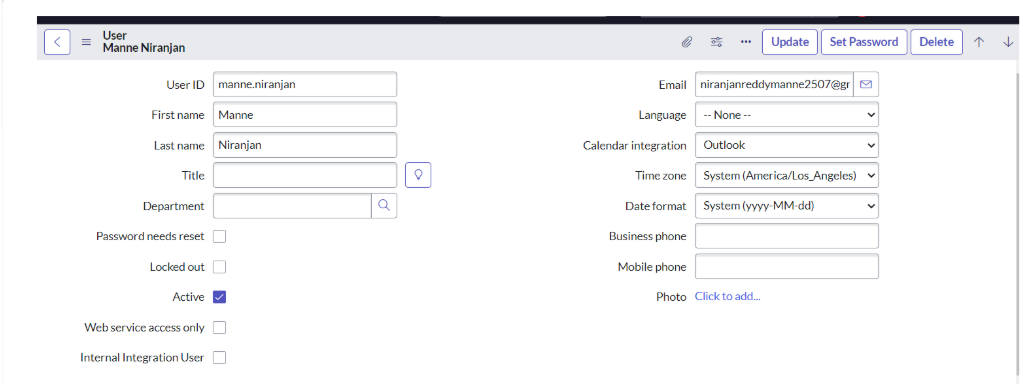 User
Manne Niranjan
Update
Set Password
Delete
User ID manne.niranjan
First name Manne
Last name Niranjan
Title
Department
Password needs reset
Locked out
Active
Web service access only
Internal Integration User
Email niranjanreddymanne2507@gr
Language -- None --
Calendar integration Outlook
Time zone System (America/Los_Angeles)
Date format System (yyyy-MM-dd)
Business phone
Mobile phone
Photo Click to add...